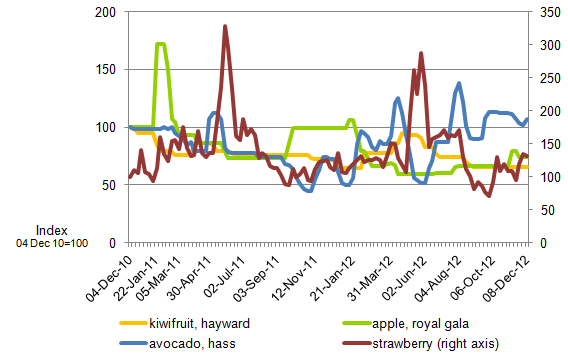 200
150
100
50
0
350
300
250
200
150
100
50
0
Index
04 Dec 10=100
04-Dec-10
22-Jan-11
05-Mar-11
30-Apr-11
02-Jul-11
03-Sep-11
12-Nov-11
21-Jan-12
31-Mar-12
02-Jun-12
04-Aug-12
06-Oct-12
08-Dec-12
kiwifruit, hayward
apple, royal gala
avocado, hass
strawberry (right axis)